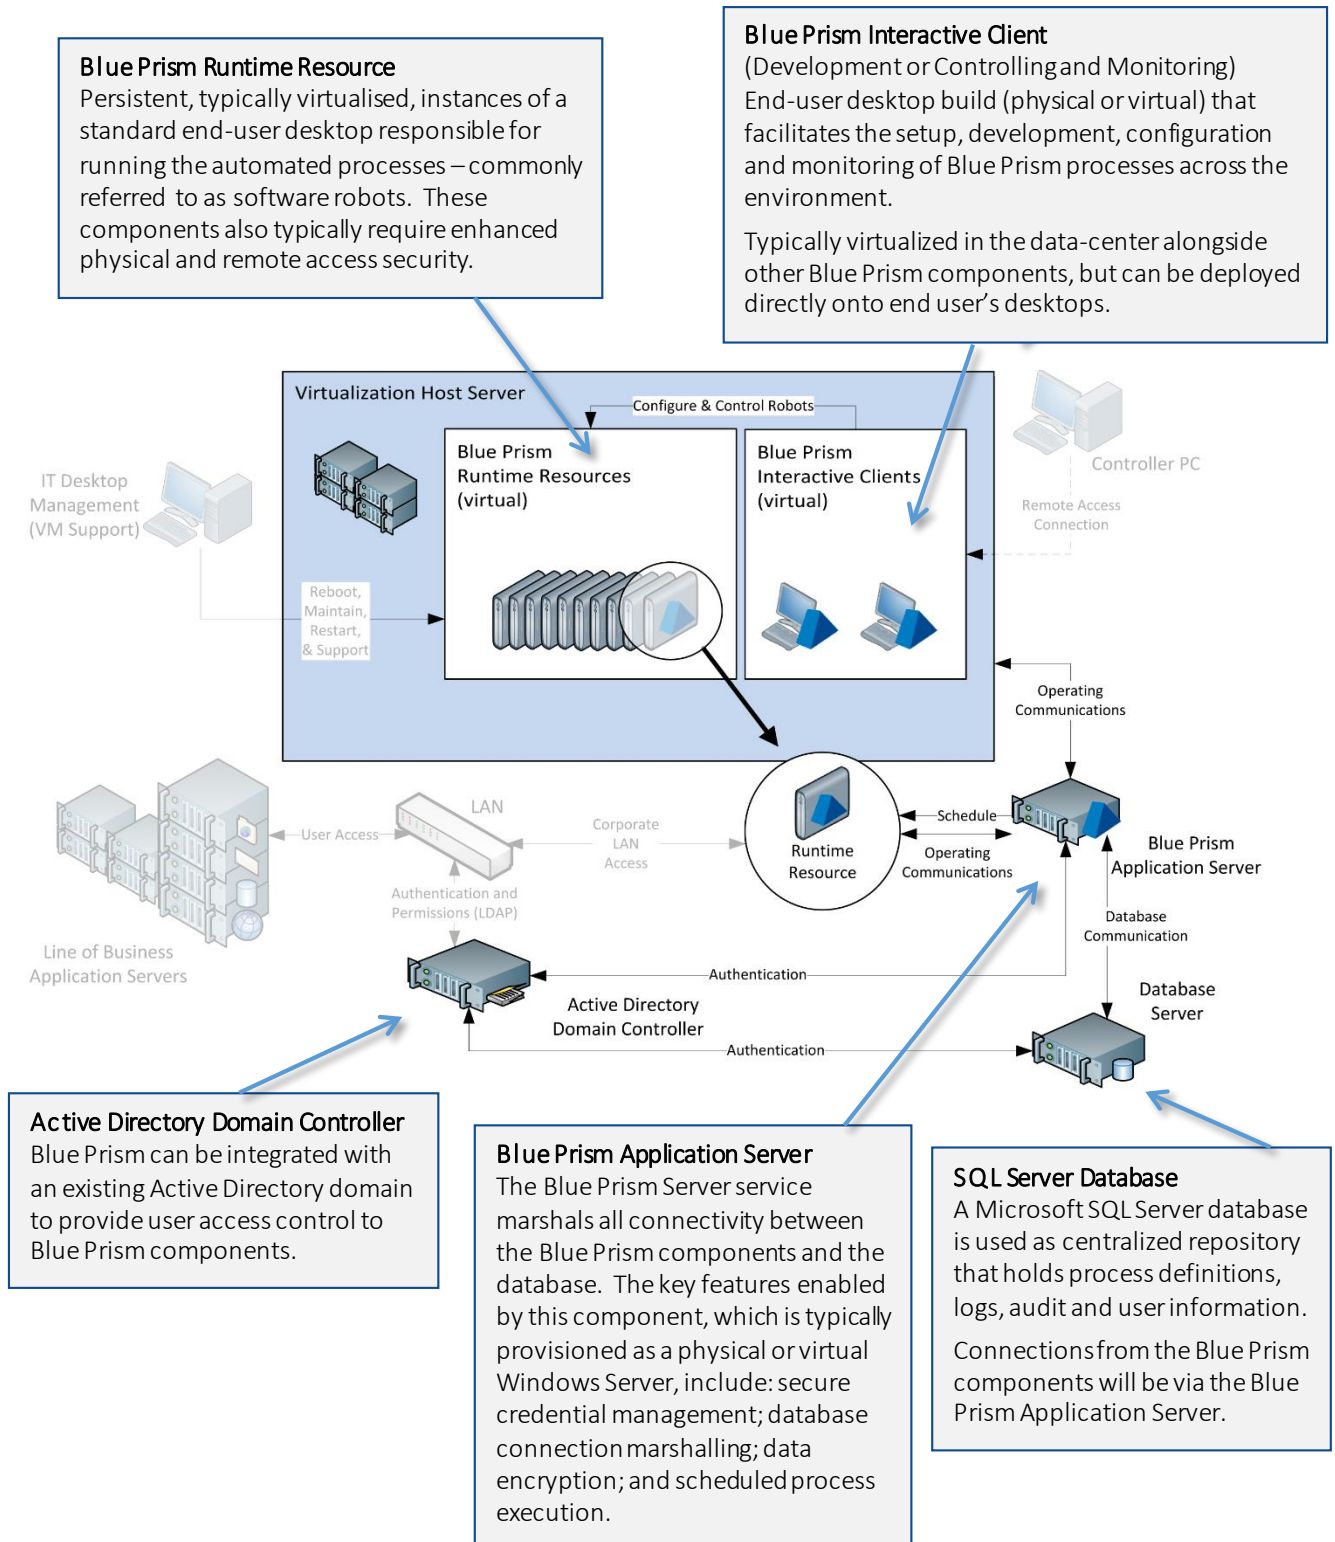 Blue Prism Runtime Resource
Persistent, typically virtualised, instances of a
standard end-user desktop responsible for
running the automated processes – commonly
referred to as software robots. These
components also typically require enhanced
physical and remote access security.
Blue Prism Interactive Client
(Development or Controlling and Monitoring)
End-user desktop build (physical or virtual) that
facilitates the setup, development, configuration
and monitoring of Blue Prism processes across the
environment.
Typically virtualized in the data-center alongside
other Blue Prism components, but can be deployed
directly onto end user's desktops.
Virtualization Host Server
Configure & Control Robots
Blue Prism
Runtime Resources
(virtual)
Blue Prism
Interactive Clients
(virtual)
Controller PC
Remote Access
Connection
IT Desktop
Management
(VM Support)
Reboot,
Maintain,
Restart,
& Support
Operating
Communications
LAN
User Access
Corporate
LAN
Access
Runtime
Resource
Schedule
Operating
Communications
Blue Prism
Application Server
Authentication and
Permissions (LDAP)
Line of Business
Application Servers
Database
Communication
Authentication
Active Directory
Domain Controller
Database
Server
Authentication
Active Directory Domain Controller
Blue Prism can be integrated with
an existing Active Directory domain
to provide user access control to
Blue Prism components.
Blue Prism Application Server
The Blue Prism Server service
marshals all connectivity between
the Blue Prism components and the
database. The key features enabled
by this component, which is typically
provisioned as a physical or virtual
Windows Server, include: secure
credential management; database
connection marshalling; data
encryption; and scheduled process
execution.
SQL Server Database
A Microsoft SQL Server database
is used as centralized repository
that holds process definitions,
logs, audit and user information.
Connections from the Blue Prism
components will be via the Blue
Prism Application Server.